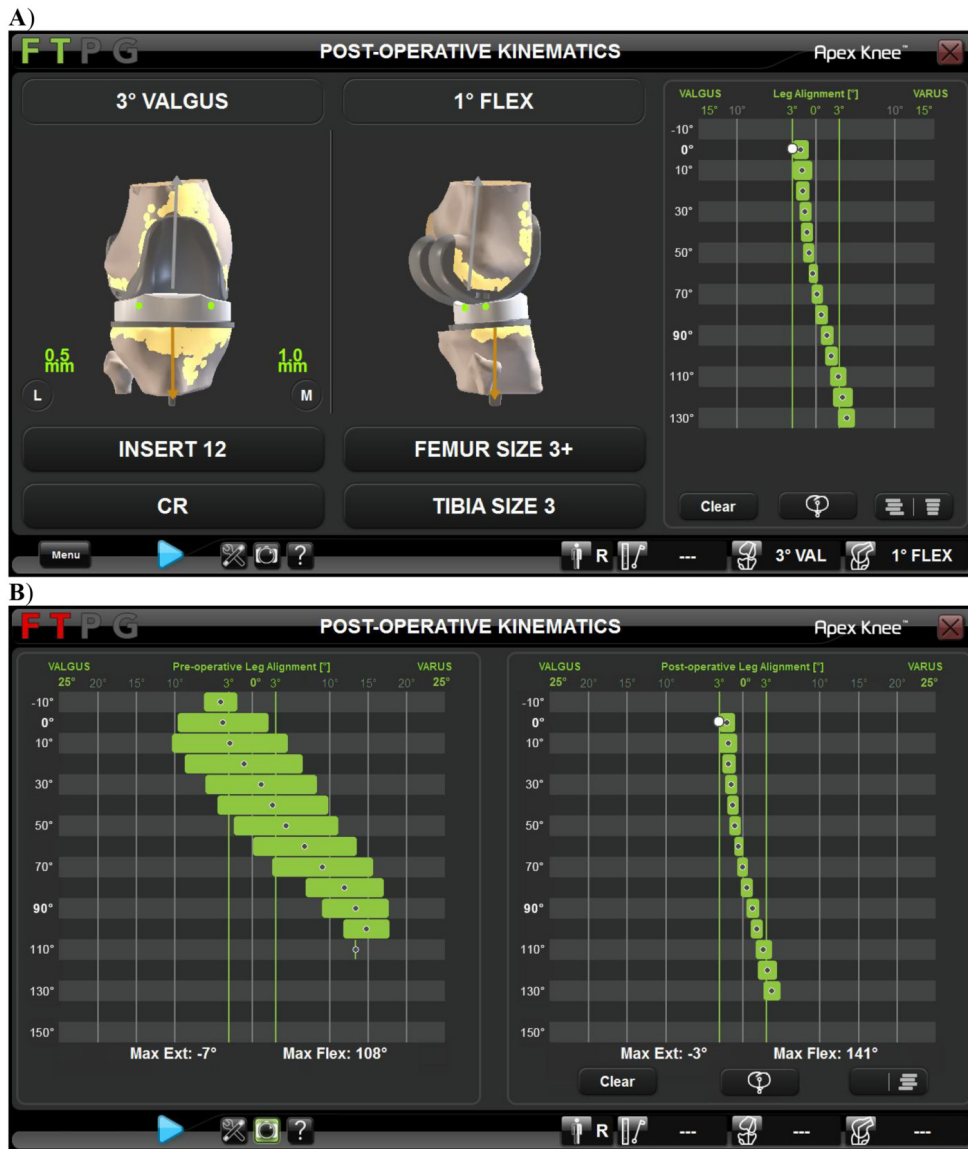 A)
F T P G POST-OPERATIVE KINEMATICS Apex Knee™
3° VALGUS 1° FLEX
VALGUS Leg Alignment [°] VARUS
15° 10° 3° 0° 3° 10° 15°
-10°
0°
10°
30°
50°
70°
90°
110°
130°
0.5 mm 1.0 mm
L M
INSERT 12 FEMUR SIZE 3+
CR TIBIA SIZE 3
Clear
Menu ? R --- 3° VAL 1° FLEX
B)
F T P G POST-OPERATIVE KINEMATICS Apex Knee™
VALGUS Pre-operative Leg Alignment [°] VARUS
25° 20° 10° 3° 0° 3° 10° 15° 20° 25°
-10°
0°
10°
30°
50°
70°
90°
110°
130°
150°
Max Ext: -7° Max Flex: 108°
VALGUS Post-operative Leg Alignment [°] VARUS
25° 20° 10° 3° 0° 3° 10° 15° 20° 25°
-10°
0°
10°
30°
50°
70°
90°
110°
130°
150°
Max Ext: -3° Max Flex: 141°
Clear
? R --- --- ---